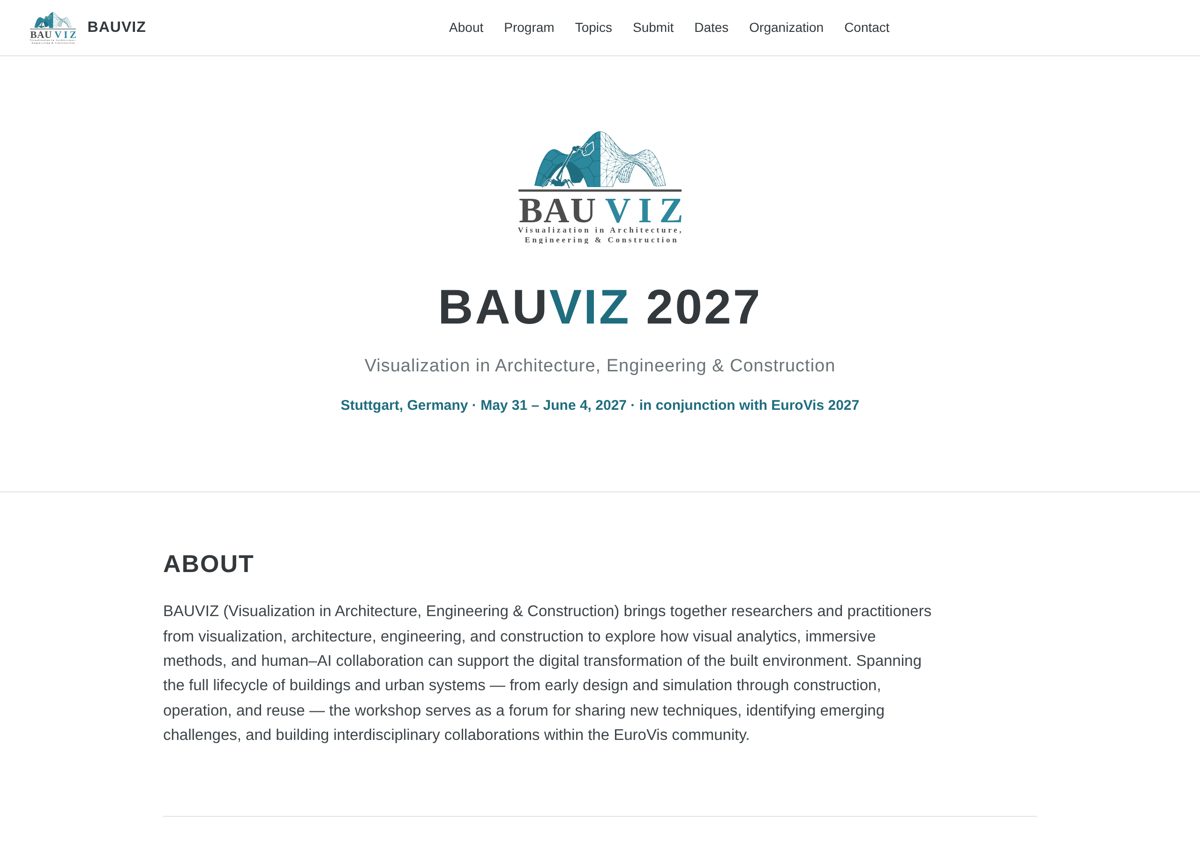 BAU VIZ
BAUVIZ
About Program Topics Submit Dates Organization Contact
BAU VIZ
Visualization in Architecture,
Engineering & Construction
BAUVIZ 2027
Visualization in Architecture, Engineering & Construction
Stuttgart, Germany · May 31 – June 4, 2027 · in conjunction with EuroVis 2027
ABOUT
BAUVIZ (Visualization in Architecture, Engineering & Construction) brings together researchers and practitioners
from visualization, architecture, engineering, and construction to explore how visual analytics, immersive
methods, and human–AI collaboration can support the digital transformation of the built environment. Spanning
the full lifecycle of buildings and urban systems — from early design and simulation through construction,
operation, and reuse — the workshop serves as a forum for sharing new techniques, identifying emerging
challenges, and building interdisciplinary collaborations within the EuroVis community.